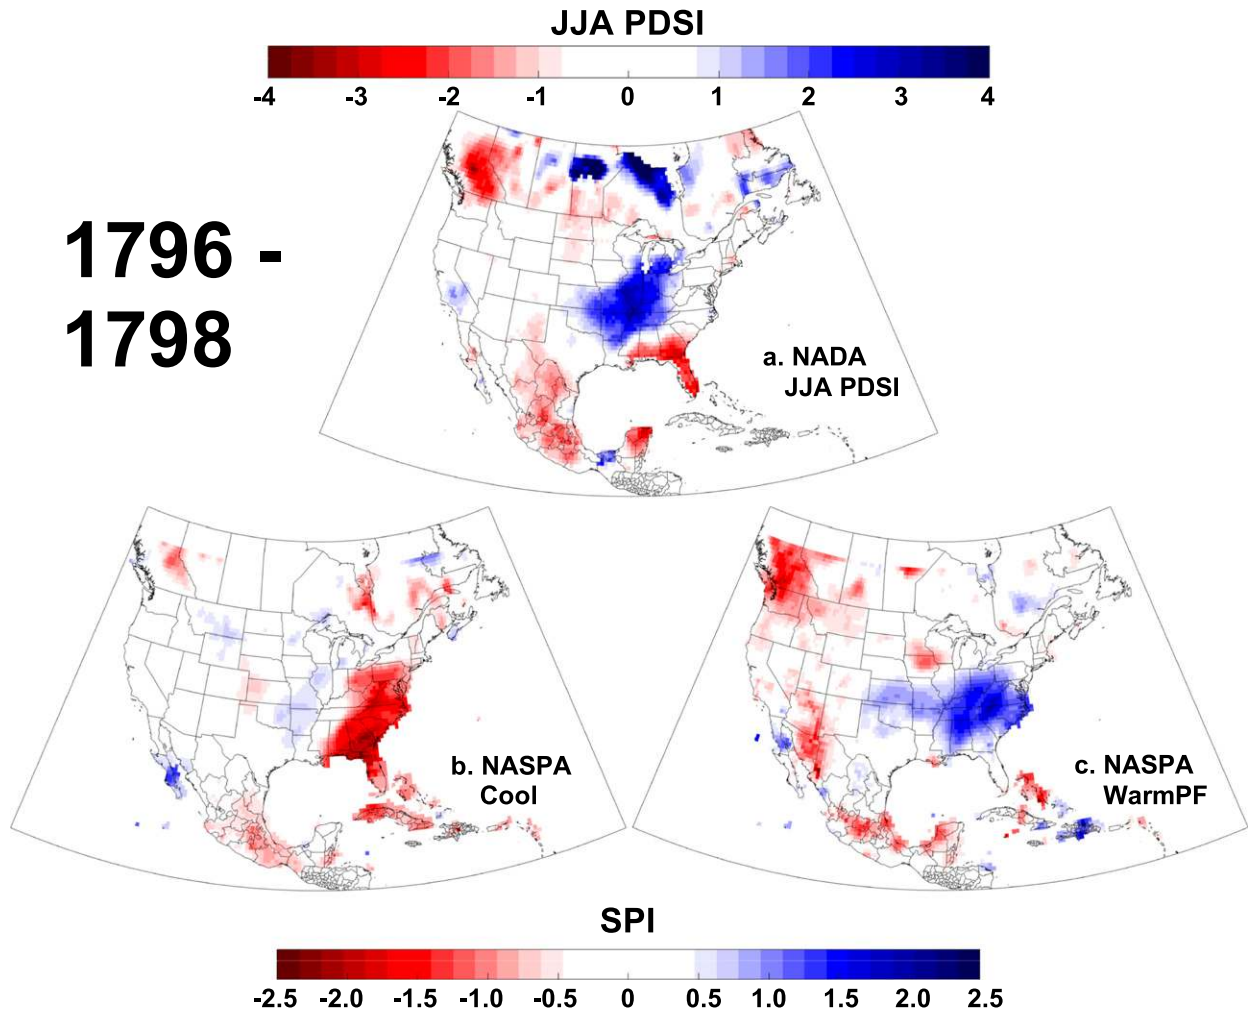 JJA PDSI
-4 -3 -2 -1 0 1 2 3 4
1796 -
1798
a. NADA
JJA PDSI
b. NASPA
Cool
c. NASPA
WarmPF
SPI
-2.5 -2.0 -1.5 -1.0 -0.5 0 0.5 1.0 1.5 2.0 2.5